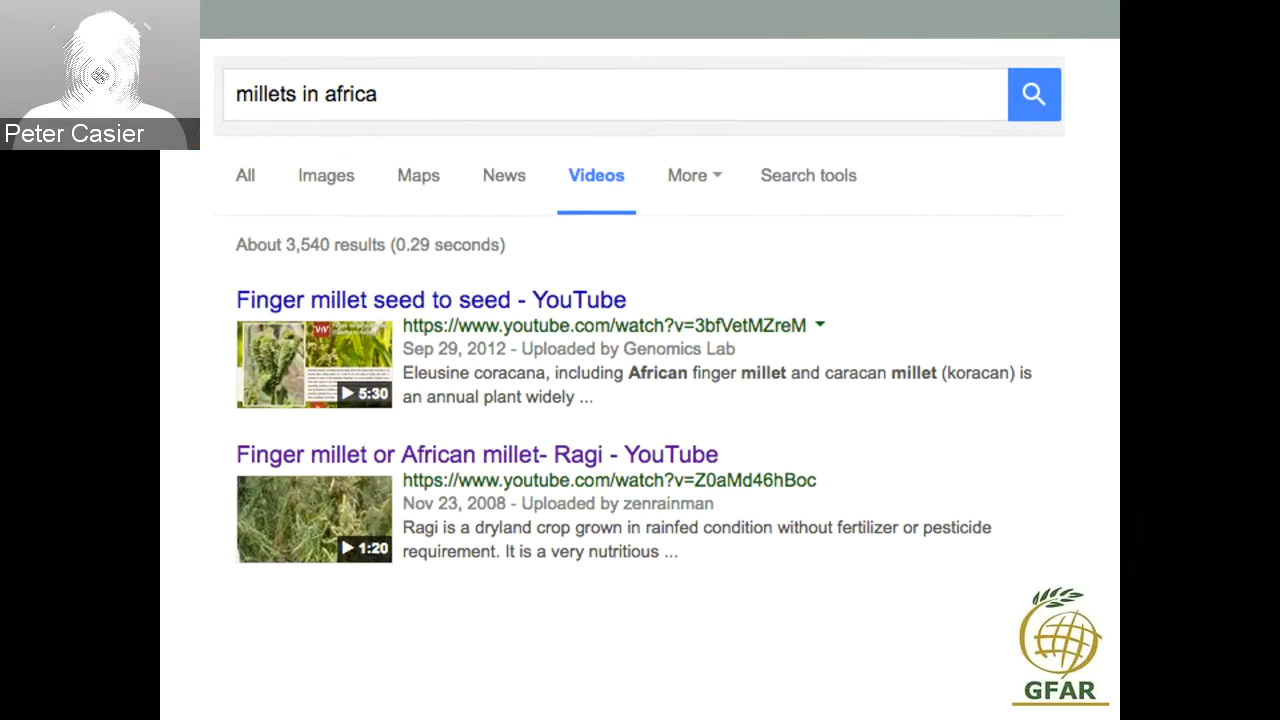 Peter Casier
millets in africa
All Images Maps News Videos More Search tools
About 3,540 results (0.29 seconds)
Finger millet seed to seed - YouTube
https://www.youtube.com/watch?v=3bfVetMZreM
Sep 29, 2012 - Uploaded by Genomics Lab
Eleusine coracana, including African finger millet and caracan millet (koracan) is
an annual plant widely ...
5:30
Finger millet or African millet- Ragi - YouTube
https://www.youtube.com/watch?v=Z0aMd46hBoc
Nov 23, 2008 - Uploaded by zenrainman
Ragi is a dryland crop grown in rainfed condition without fertilizer or pesticide
requirement. It is a very nutritious ...
1:20
GFAR